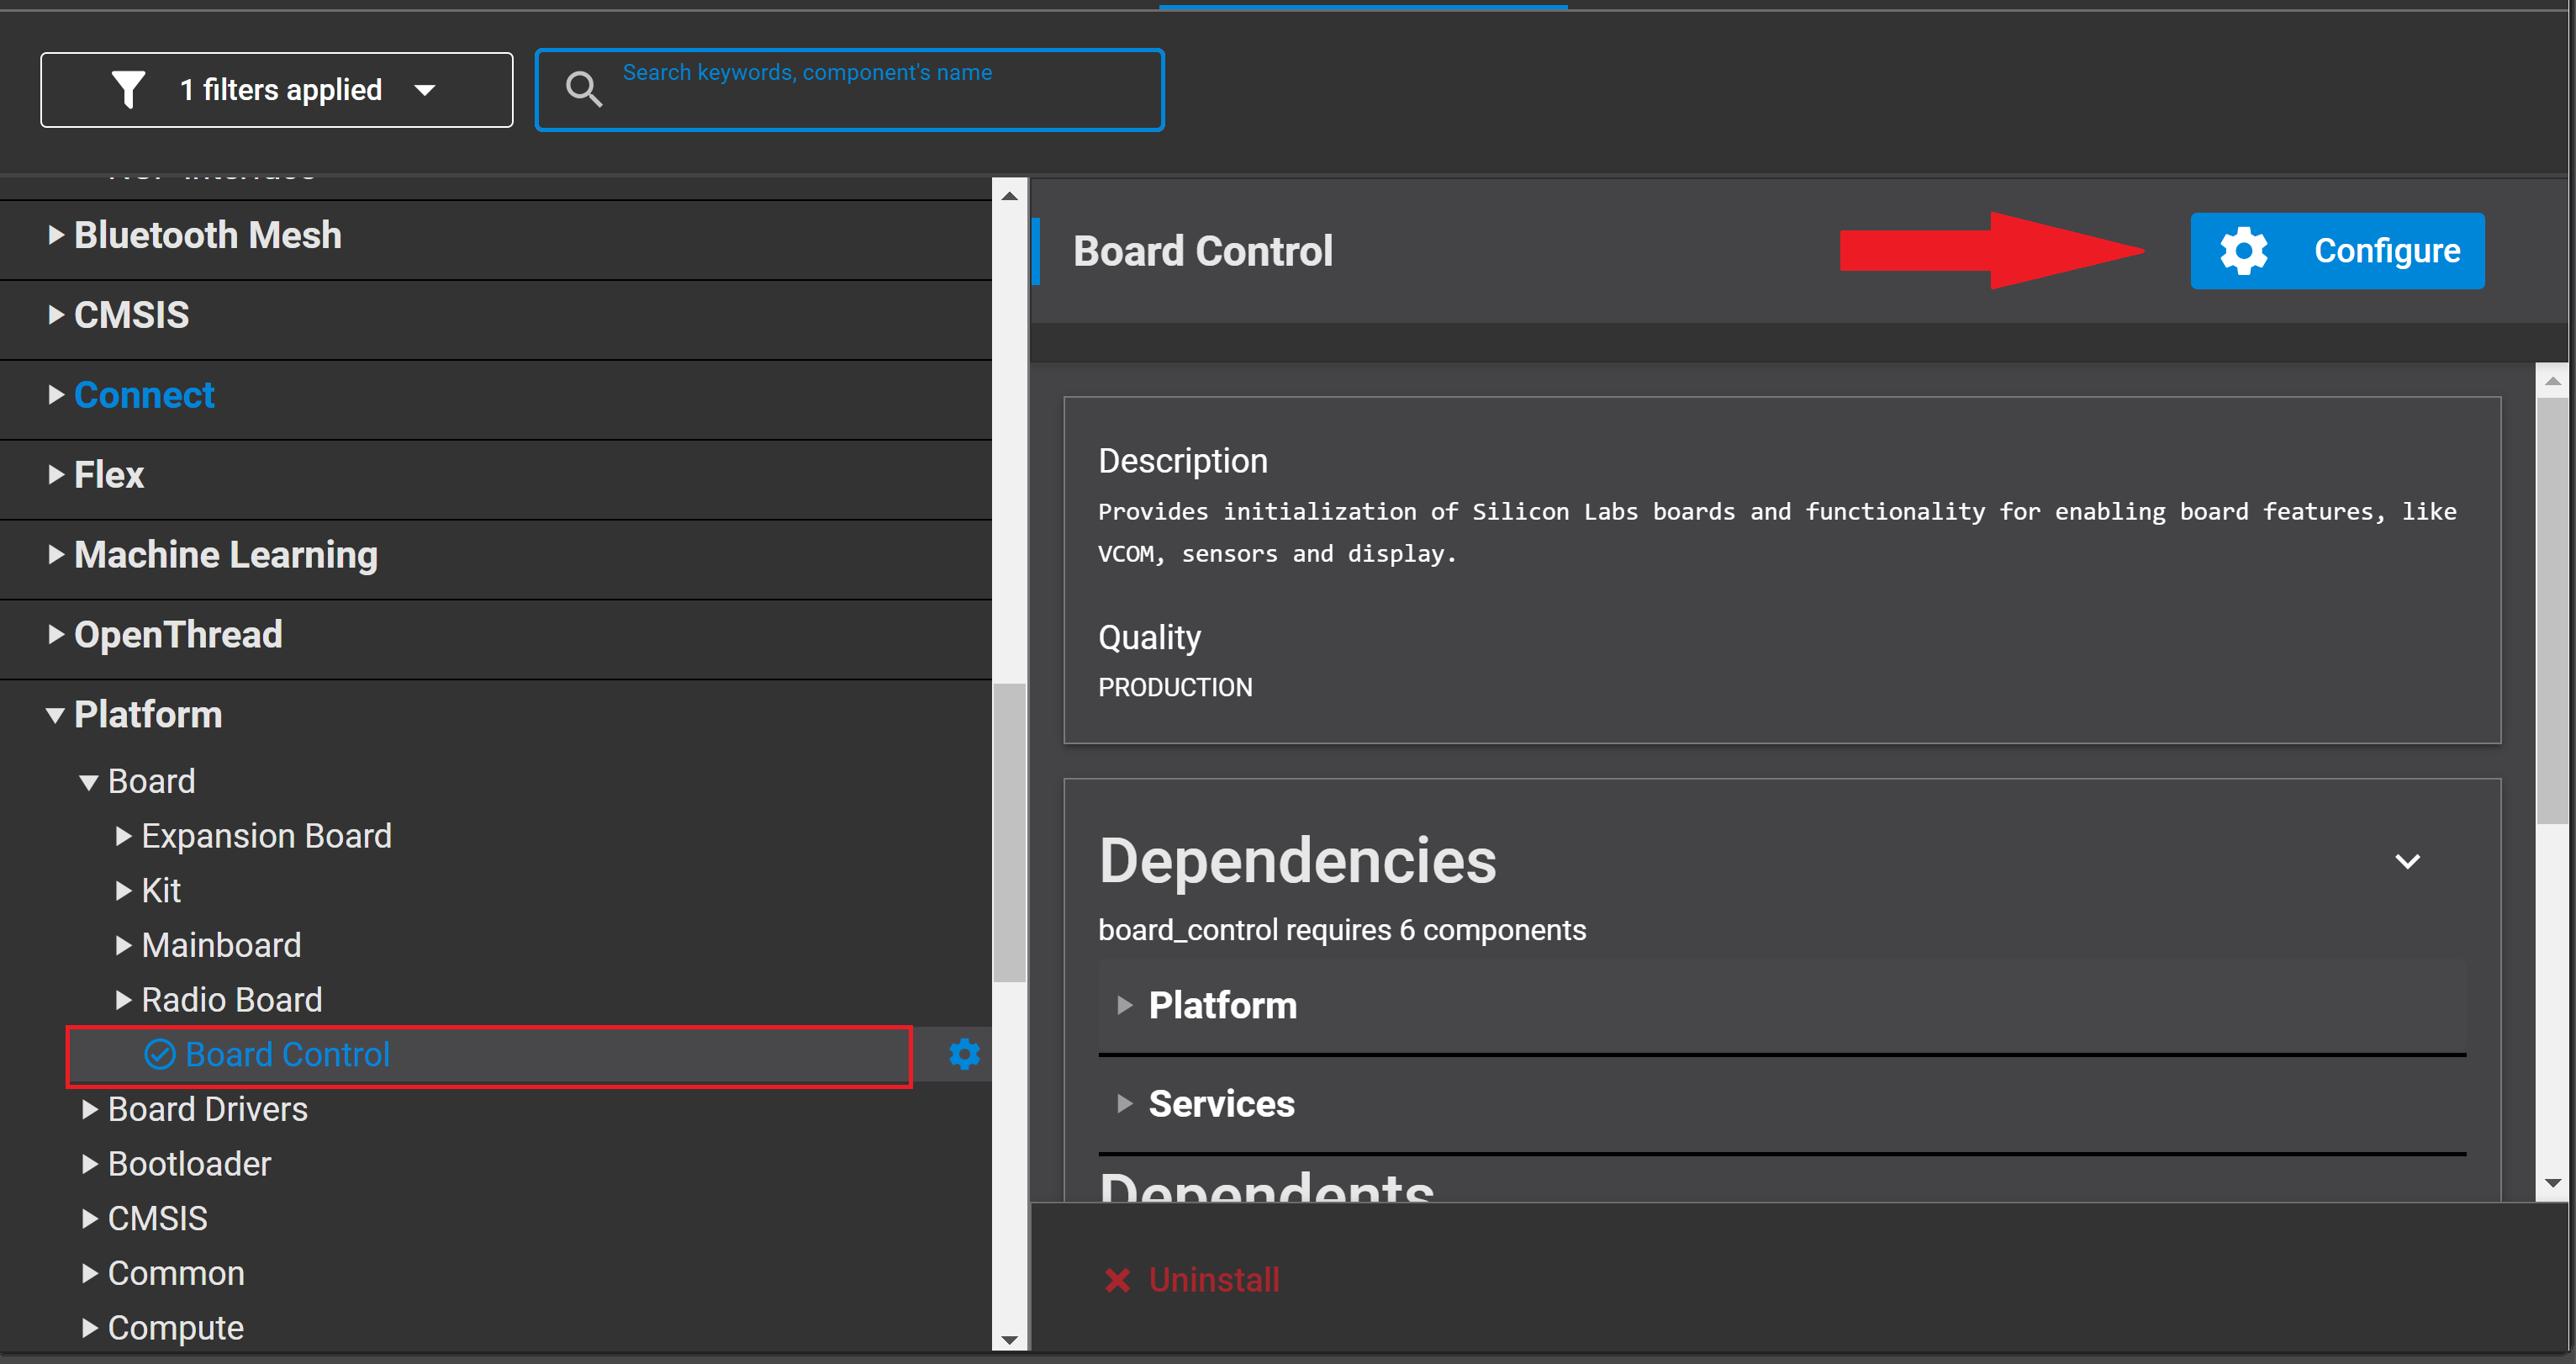 1 filters applied
Search keywords, component's name
Bluetooth Mesh
CMSIS
Connect
Flex
Machine Learning
OpenThread
Platform
Board
Expansion Board
Kit
Mainboard
Radio Board
Board Control
Board Drivers
Bootloader
CMSIS
Common
Compute
Board Control
Configure
Description
Provides initialization of Silicon Labs boards and functionality for enabling board features, like
VCOM, sensors and display.
Quality
PRODUCTION
Dependencies
board_control requires 6 components
Platform
Services
Dependents
Uninstall